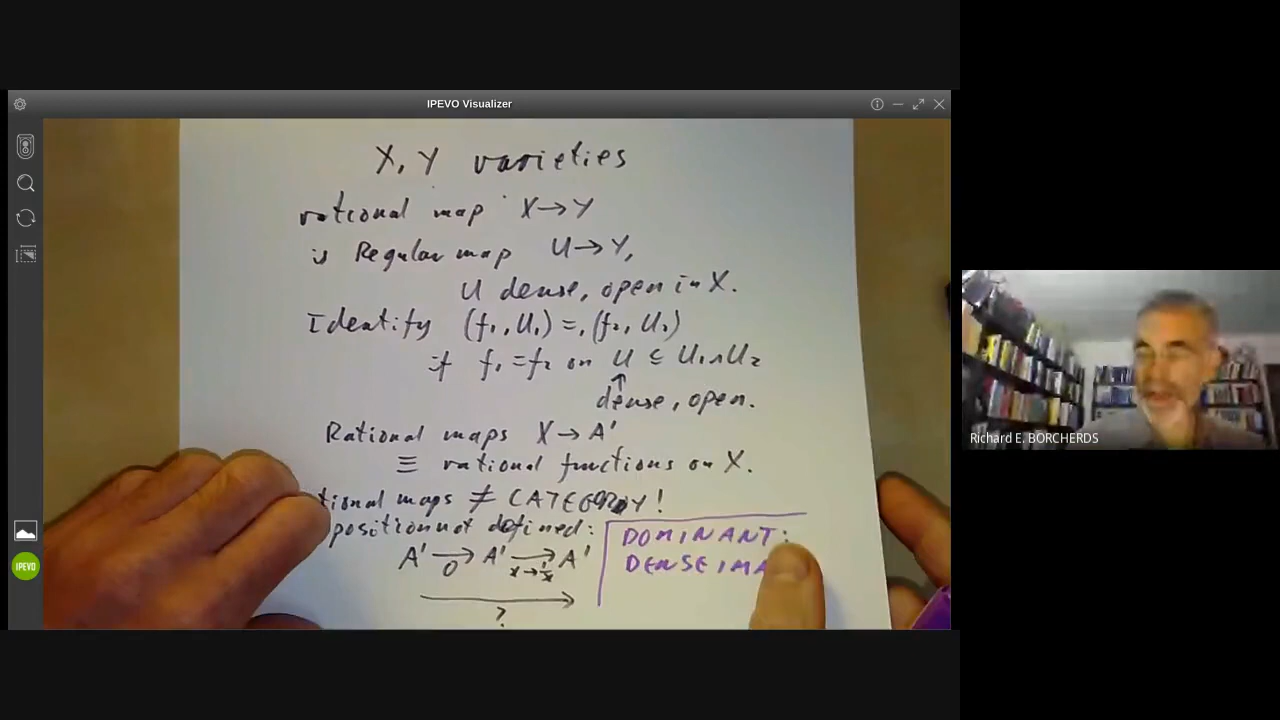 IPEVO Visualizer
X, Y varieties
rational map X→Y
is Regular map U→Y,
U dense, open in X.
Identify (f₁, U₁) ≡, (f₂, U₂)
if f₁ = f₂ on U ⊆ U₁∩U₂
↑
dense, open.
Rational maps X → A¹
≡ rational functions on X.
tional maps ≠ CATEGORY!
position not defined:
A¹ →0 A¹ →x→1/x A¹
?
DOMINANT:
DENSE IMA
Richard E. BORCHERDS
IPEVO